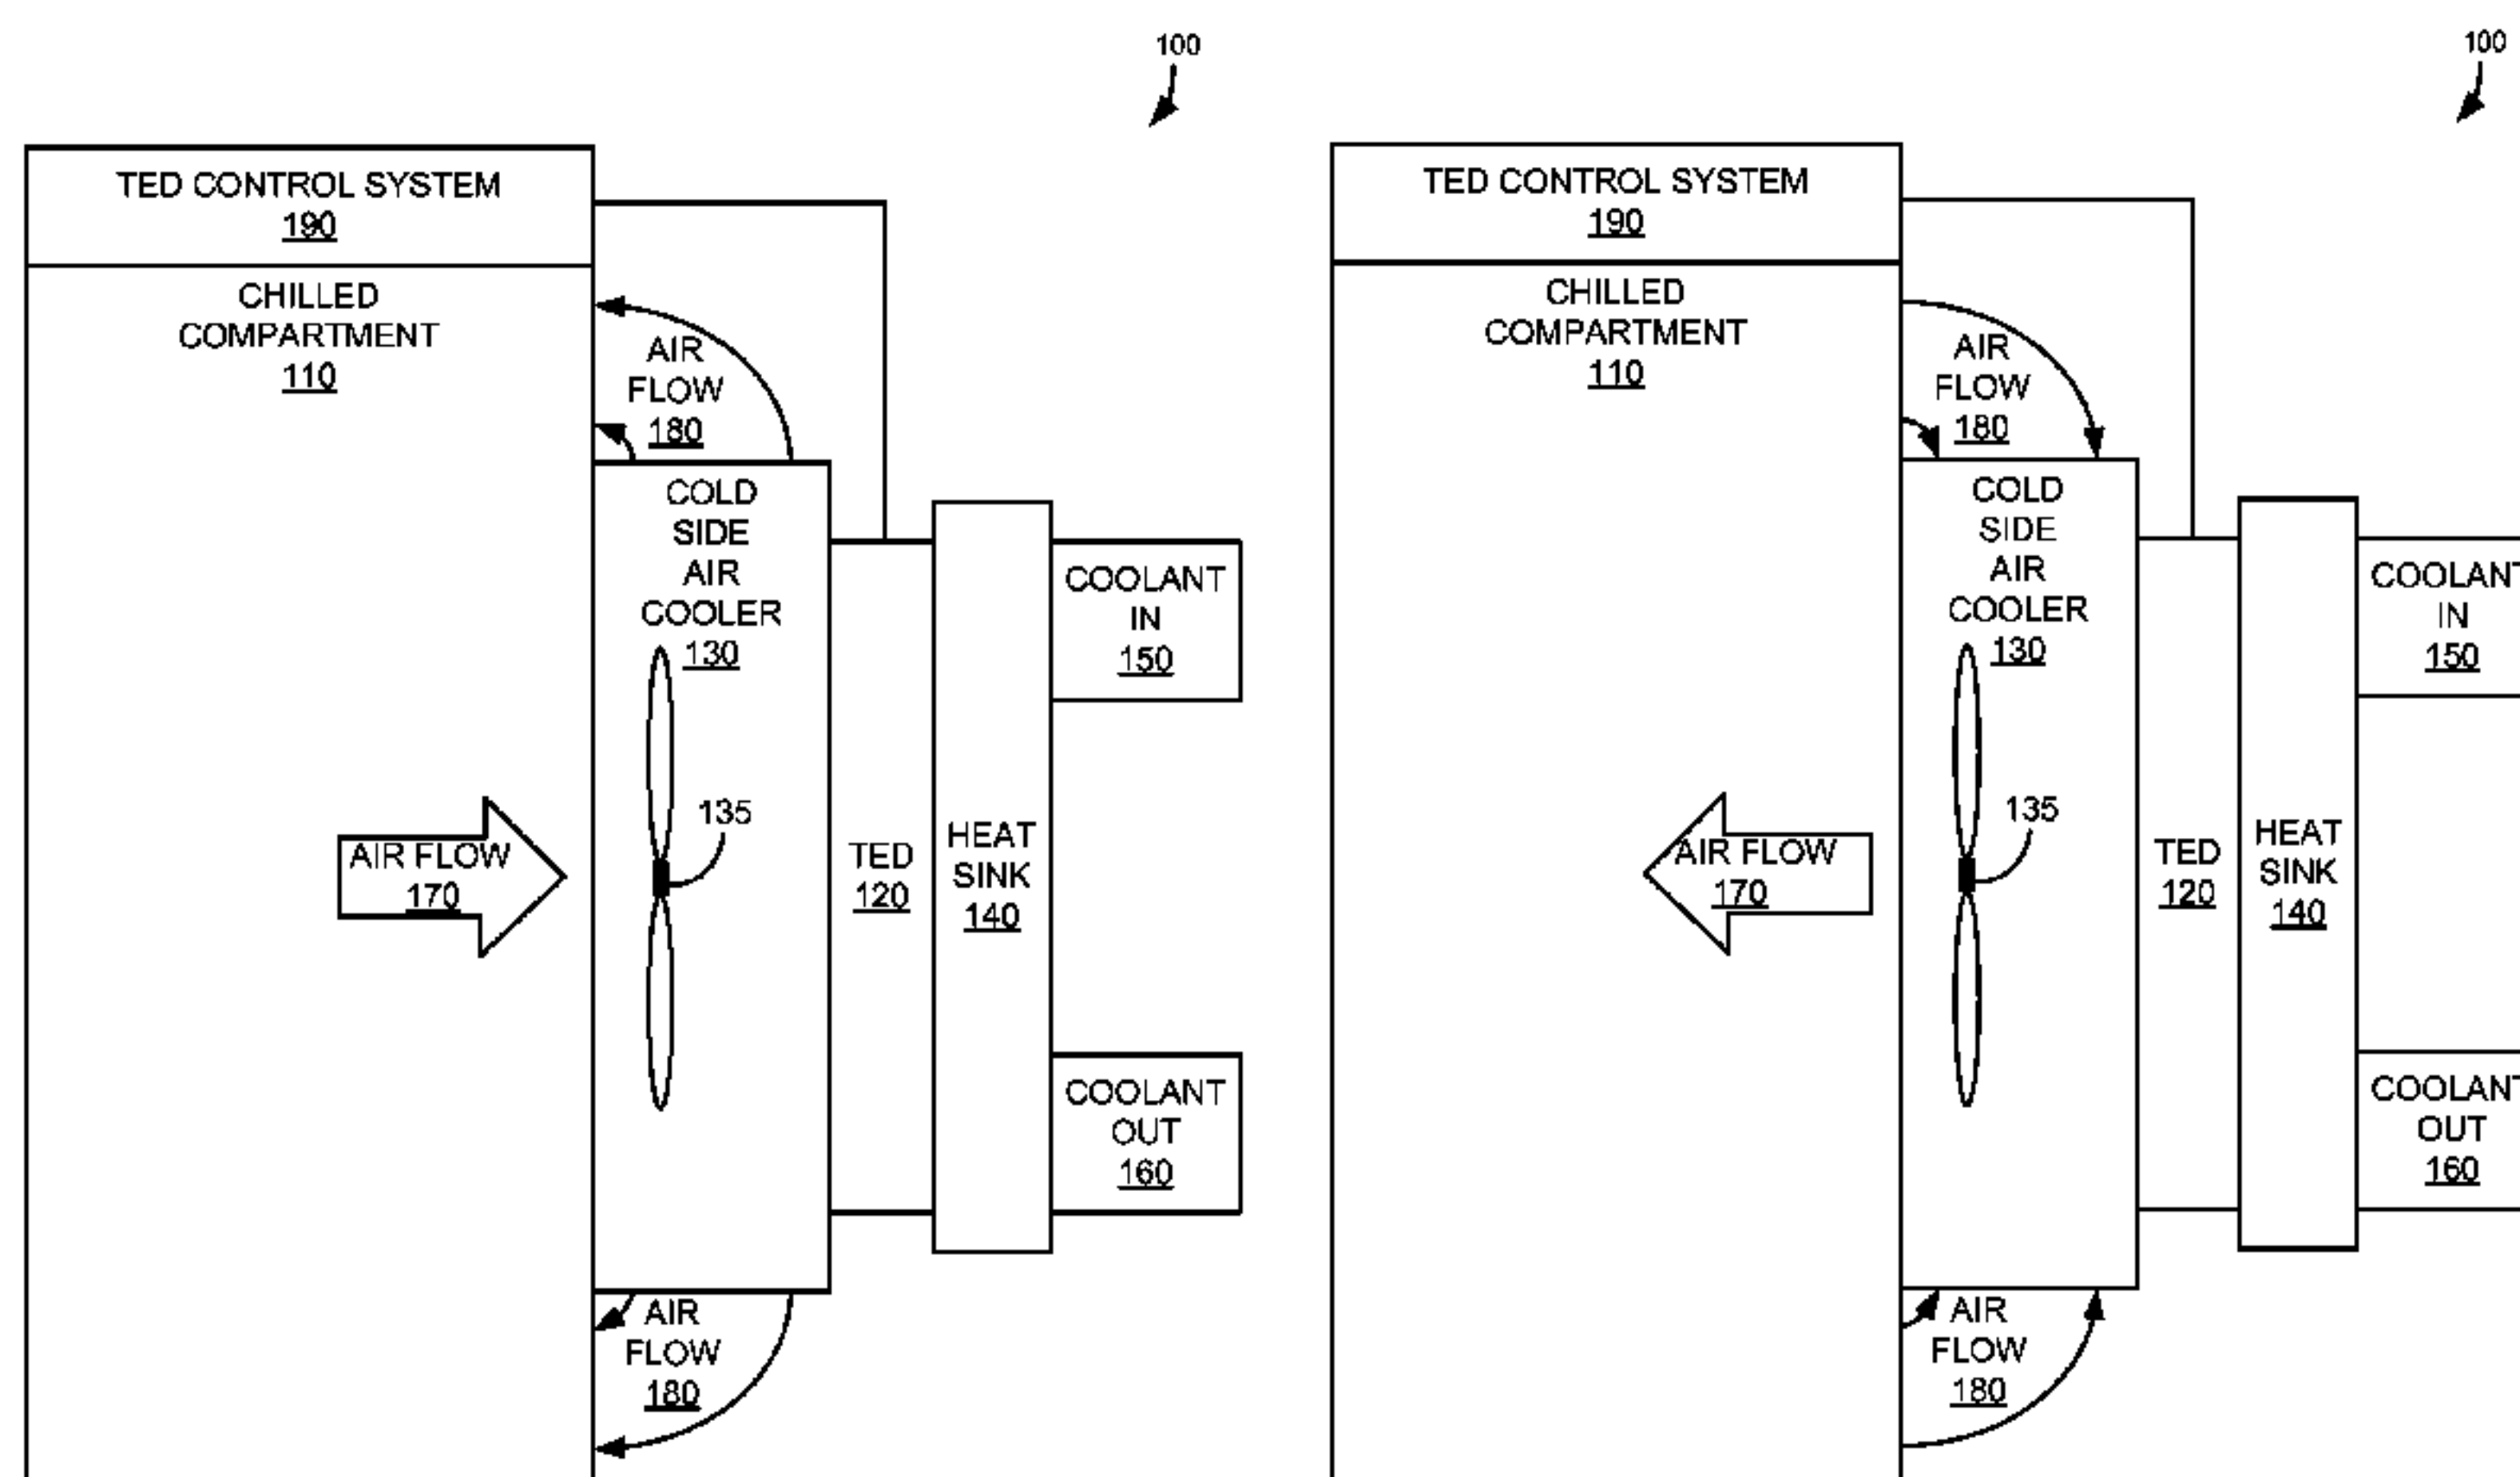 100
TED CONTROL SYSTEM
190
CHILLED
COMPARTMENT
110
AIR
FLOW
180
COLD
SIDE
AIR
COOLER
130
135
AIR FLOW
170
TED
120
HEAT
SINK
140
COOLANT
IN
150
COOLANT
OUT
160
AIR
FLOW
180
100
TED CONTROL SYSTEM
190
CHILLED
COMPARTMENT
110
AIR
FLOW
180
COLD
SIDE
AIR
COOLER
130
135
AIR FLOW
170
TED
120
HEAT
SINK
140
COOLANT
IN
150
COOLANT
OUT
160
AIR
FLOW
180